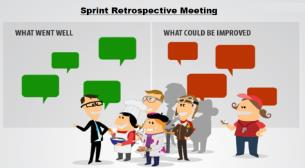 Sprint Retrospective Meeting
WHAT WENT WELL
WHAT COULD BE IMPROVED